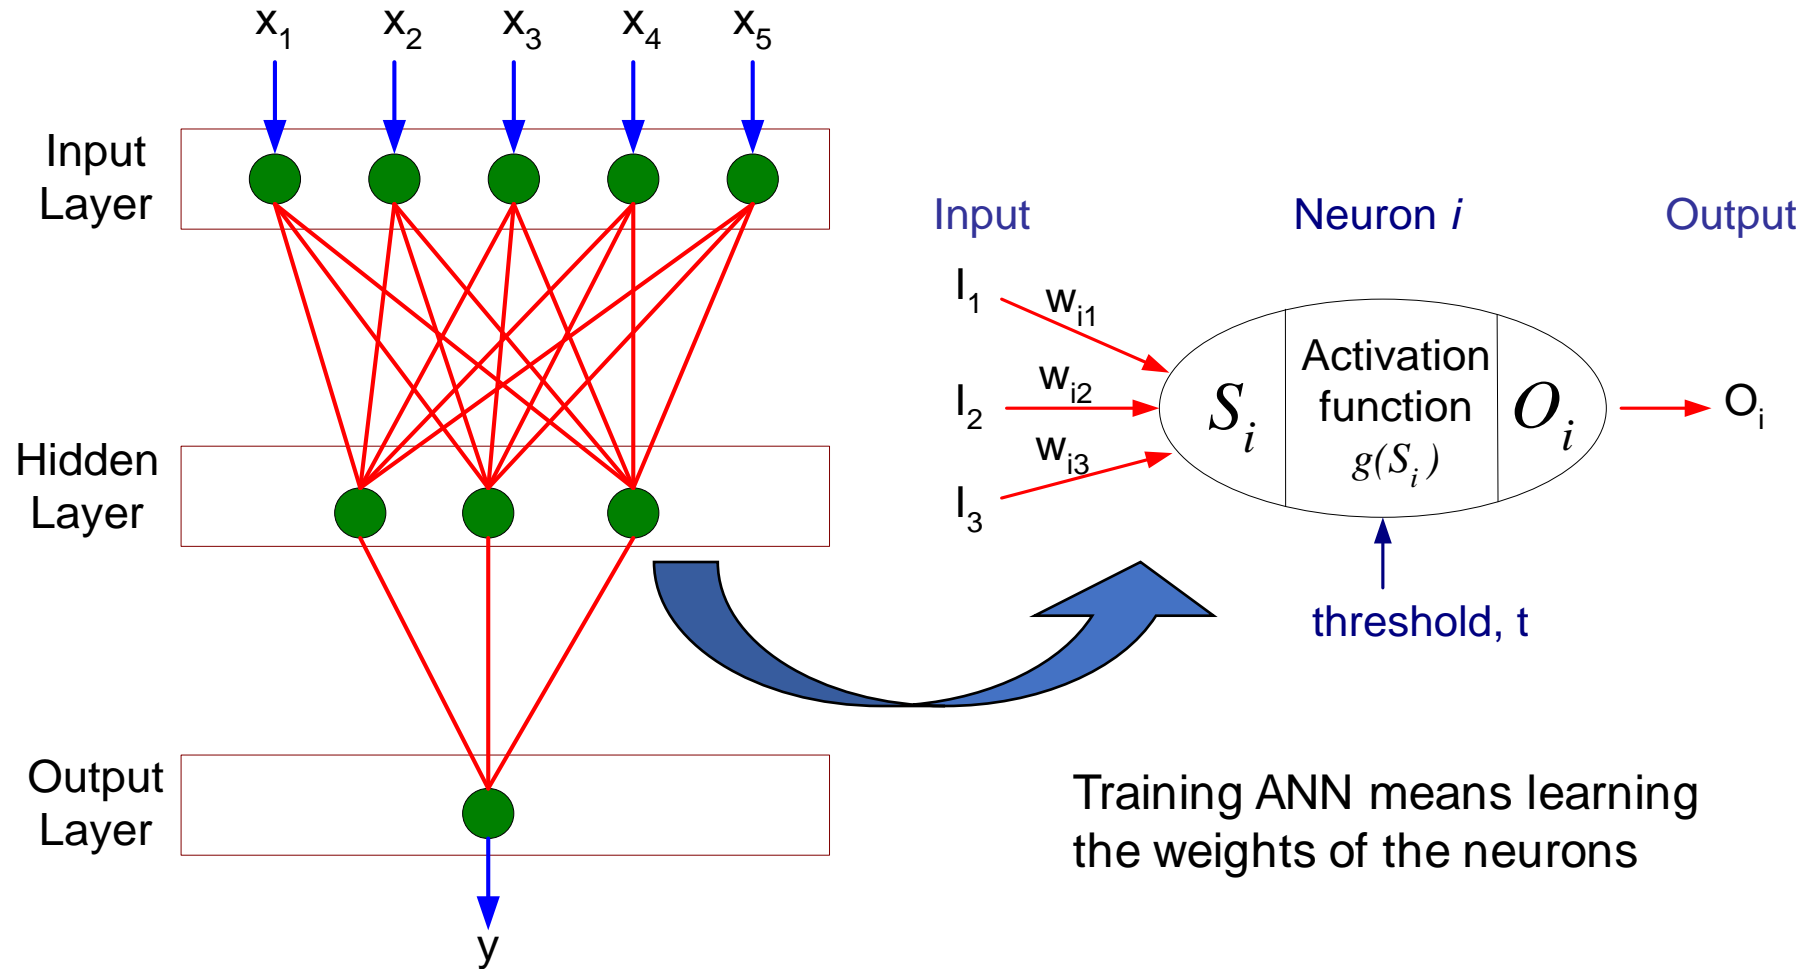 x₁ x₂ x₃ x₄ x₅
Input
Layer
Hidden
Layer
Output
Layer
y
Input Neuron i Output
I₁
I₂
I₃
wᵢ₁
wᵢ₂
wᵢ₃
Sᵢ
Activation
function
g(Sᵢ)
Oᵢ
Oᵢ
threshold, t
Training ANN means learning
the weights of the neurons